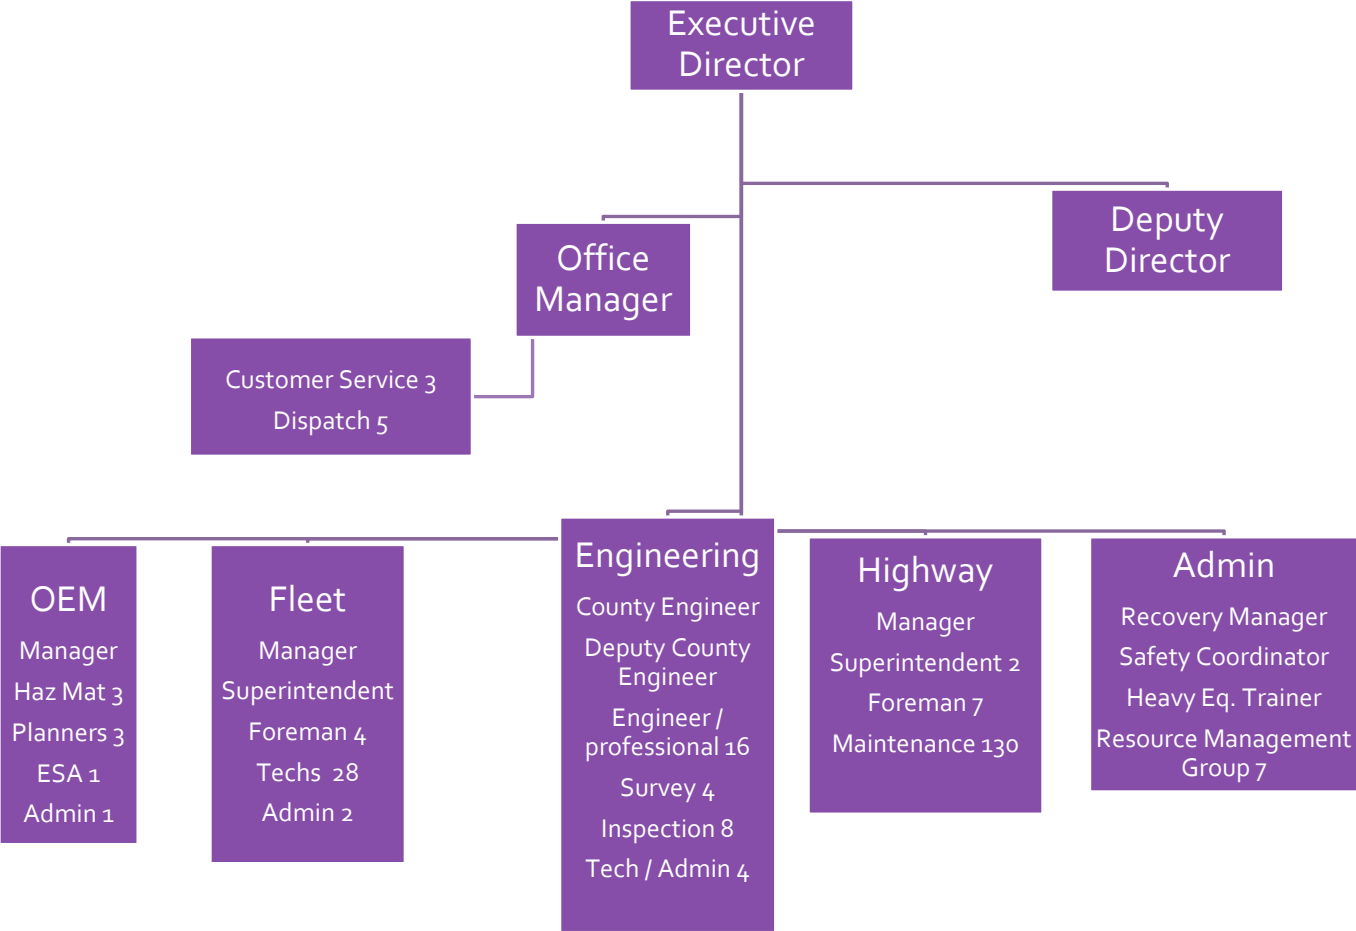 Executive
Director
Deputy
Director
Office
Manager
Customer Service 3
Dispatch 5
OEM
Manager
Haz Mat 3
Planners 3
ESA 1
Admin 1
Fleet
Manager
Superintendent
Foreman 4
Techs  28
Admin 2
Engineering
County Engineer
Deputy County
Engineer
Engineer /
professional 16
Survey 4
Inspection 8
Tech / Admin 4
Highway
Manager
Superintendent 2
Foreman 7
Maintenance 130
Admin
Recovery Manager
Safety Coordinator
Heavy Eq. Trainer
Resource Management
Group 7